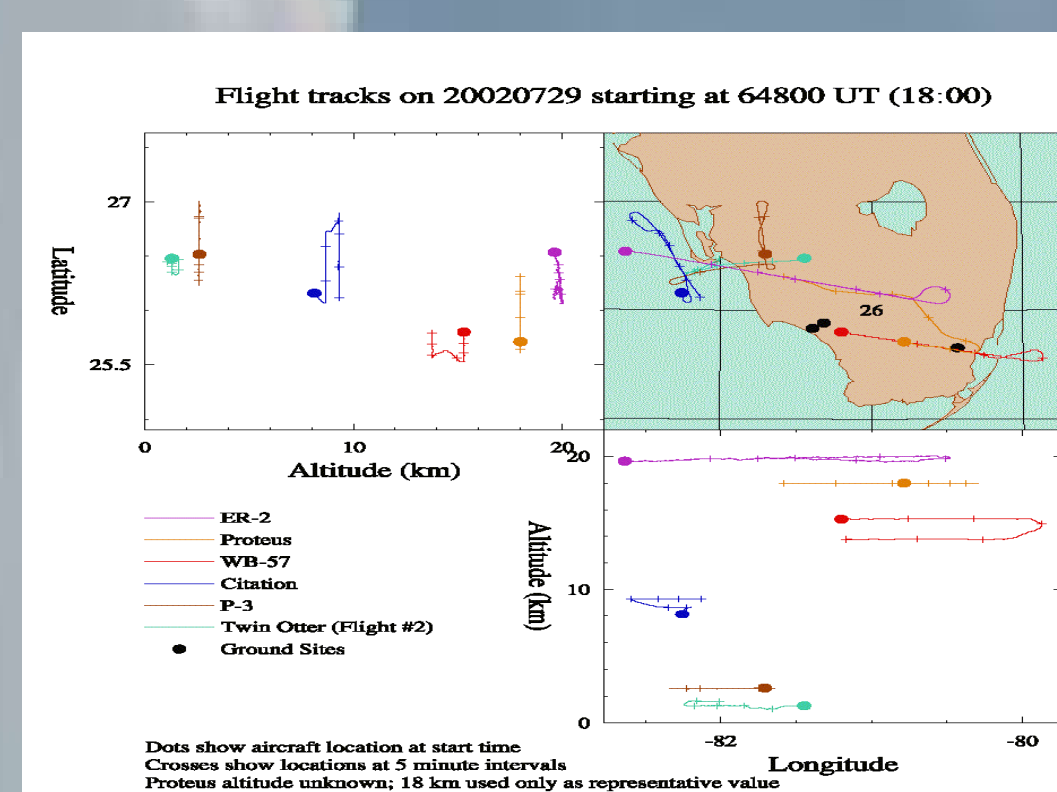 Flight tracks on 20020729 starting at 64800 UT (18:00)
27
Latitude
25.5
26
0
10
20
Altitude (km)
20
10
0
Altitude (km)
-82
-80
Longitude
ER-2
Proteus
WB-57
Citation
P-3
Twin Otter (Flight #2)
Ground Sites
Dots show aircraft location at start time
Crosses show locations at 5 minute intervals
Proteus altitude unknown; 18 km used only as representative value